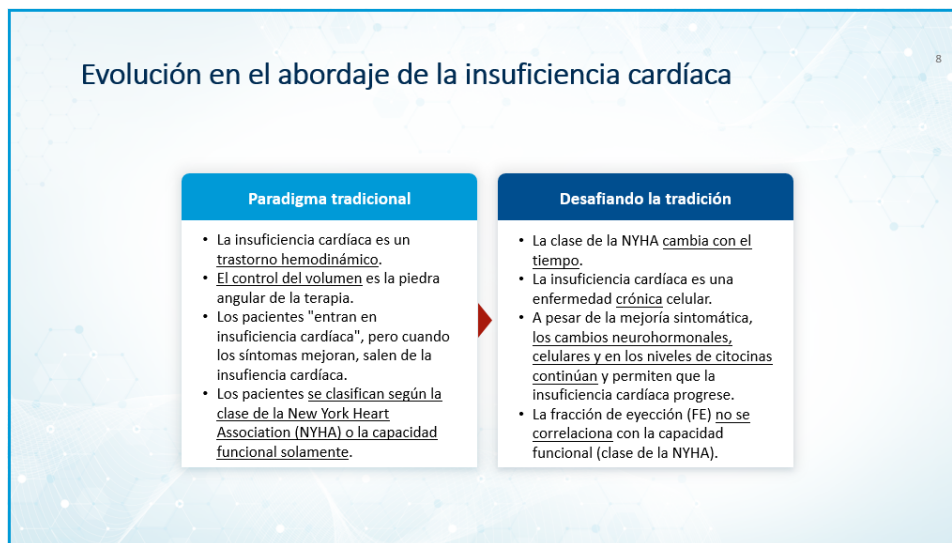 Evolución en el abordaje de la insuficiencia cardíaca
8
Paradigma tradicional
• La insuficiencia cardíaca es un
trastorno hemodinámico.
• El control del volumen es la piedra
angular de la terapia.
• Los pacientes "entran en
insuficiencia cardíaca", pero cuando
los síntomas mejoran, salen de la
insufiencia cardíaca.
• Los pacientes se clasifican según la
clase de la New York Heart
Association (NYHA) o la capacidad
funcional solamente.
Desafiando la tradición
• La clase de la NYHA cambia con el
tiempo.
• La insuficiencia cardíaca es una
enfermedad crónica celular.
• A pesar de la mejoría sintomática,
los cambios neurohormonales,
celulares y en los niveles de citocinas
continúan y permiten que la
insuficiencia cardíaca progrese.
• La fracción de eyección (FE) no se
correlaciona con la capacidad
funcional (clase de la NYHA).